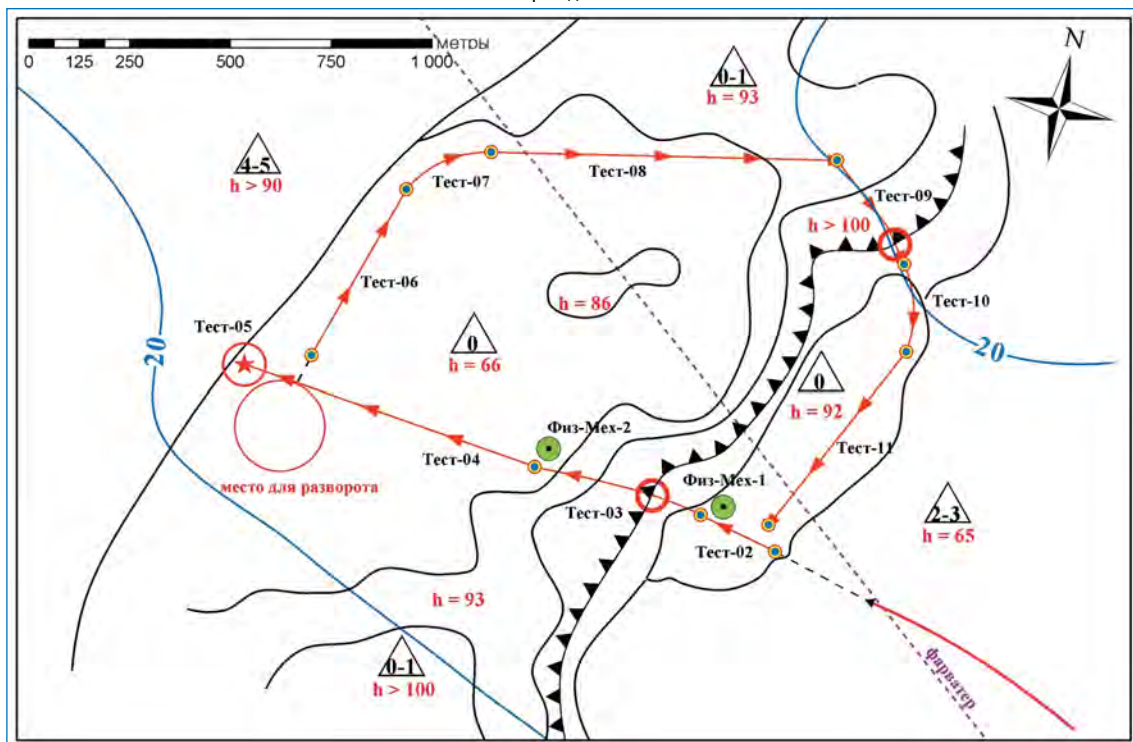 метры
0 125 250 500 750 1 000
N
0-1
h = 93
4-5
h > 90
Тест-07
Тест-08
Тест-09
h > 100
Тест-06
h = 86
Тест-10
Тест-05
20
0
h = 66
20
0
h = 92
Физ-Мех-2
Тест-04
Тест-11
Физ-Мех-1
место для разворота
Тест-03
2-3
h = 65
Тест-02
h = 93
фарватер
0-1
h > 100